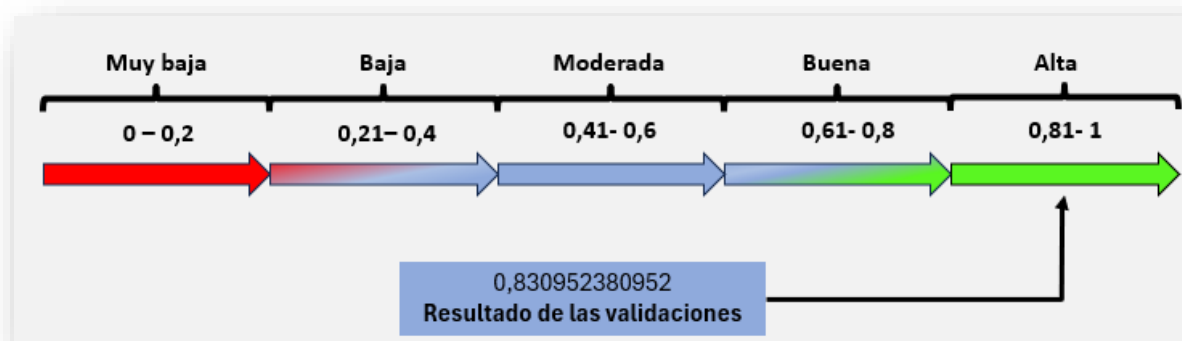 Muy baja
Baja
Moderada
Buena
Alta
0 – 0,2
0,21– 0,4
0,41- 0,6
0,61- 0,8
0,81- 1
0,830952380952
Resultado de las validaciones